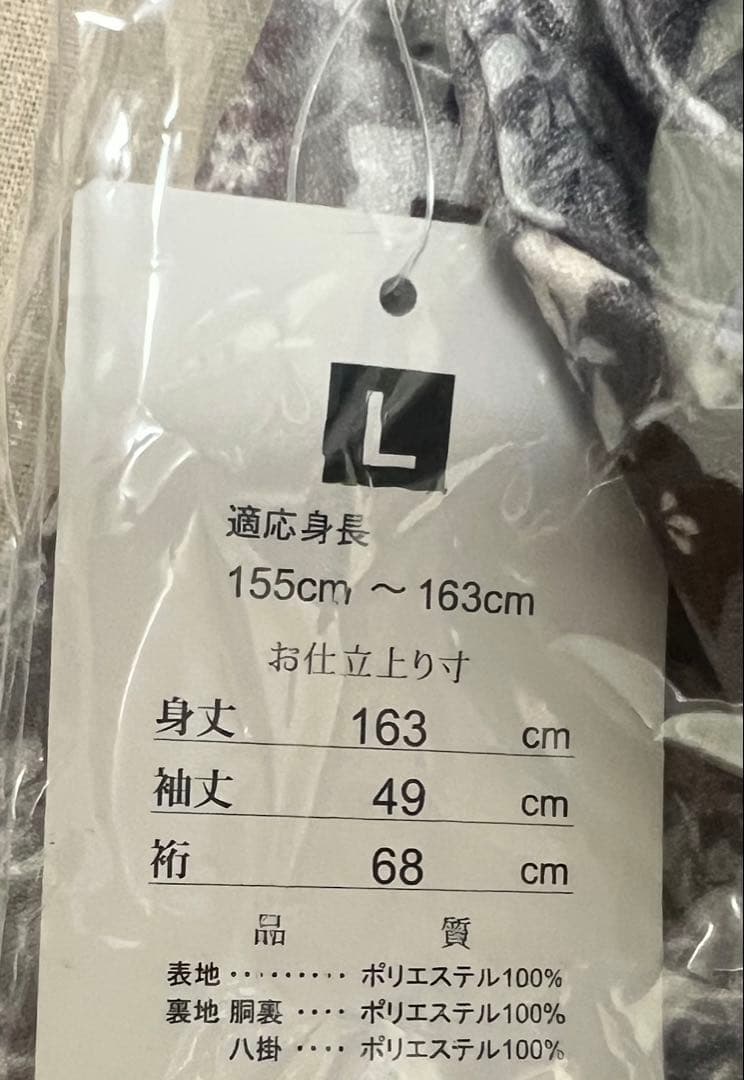 L
適応身長
155cm ～ 163cm
お仕立上り寸
身丈 163 cm
袖丈 49 cm
裄 68 cm
品 質
表地 ········· ポリエステル100%
裏地 胴裏 ···· ポリエステル100%
八掛 ···· ポリエステル100%